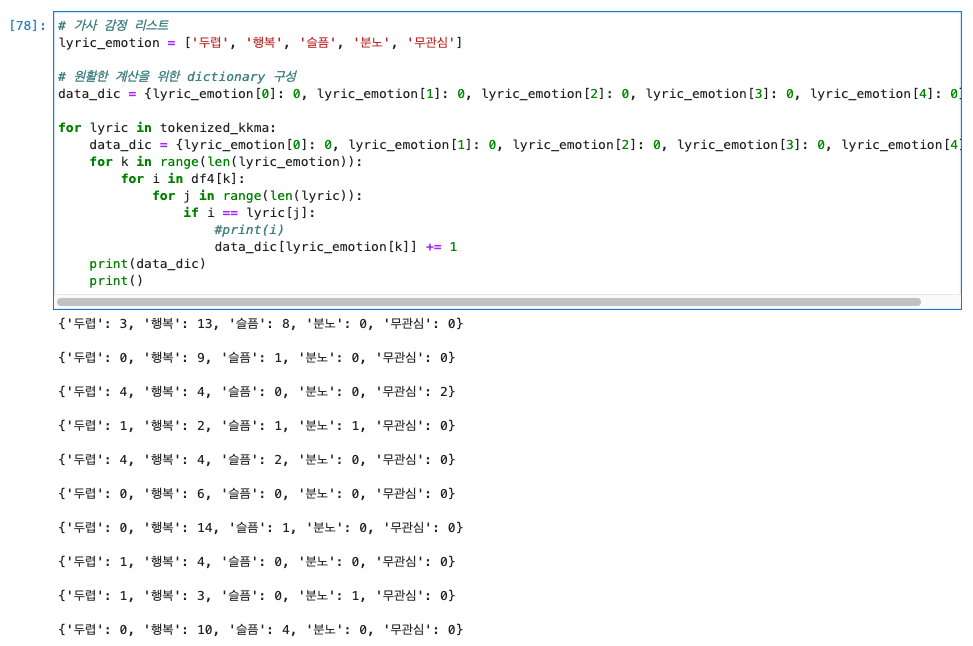 [78]: # 가사 감정 리스트
lyric_emotion = ['두렵', '행복', '슬픔', '분노', '무관심']
# 원활한 계산을 위한 dictionary 구성
data_dic = {lyric_emotion[0]: 0, lyric_emotion[1]: 0, lyric_emotion[2]: 0, lyric_emotion[3]: 0, lyric_emotion[4]: 0}
for lyric in tokenized_kkma:
    data_dic = {lyric_emotion[0]: 0, lyric_emotion[1]: 0, lyric_emotion[2]: 0, lyric_emotion[3]: 0, lyric_emotion[4]
    for k in range(len(lyric_emotion)):
        for i in df4[k]:
            for j in range(len(lyric)):
                if i == lyric[j]:
                    #print(i)
                    data_dic[lyric_emotion[k]] += 1
    print(data_dic)
    print()
{'두렵': 3, '행복': 13, '슬픔': 8, '분노': 0, '무관심': 0}
{'두렵': 0, '행복': 9, '슬픔': 1, '분노': 0, '무관심': 0}
{'두렵': 4, '행복': 4, '슬픔': 0, '분노': 0, '무관심': 2}
{'두렵': 1, '행복': 2, '슬픔': 1, '분노': 1, '무관심': 0}
{'두렵': 4, '행복': 4, '슬픔': 2, '분노': 0, '무관심': 0}
{'두렵': 0, '행복': 6, '슬픔': 0, '분노': 0, '무관심': 0}
{'두렵': 0, '행복': 14, '슬픔': 1, '분노': 0, '무관심': 0}
{'두렵': 1, '행복': 4, '슬픔': 0, '분노': 0, '무관심': 0}
{'두렵': 1, '행복': 3, '슬픔': 0, '분노': 1, '무관심': 0}
{'두렵': 0, '행복': 10, '슬픔': 4, '분노': 0, '무관심': 0}